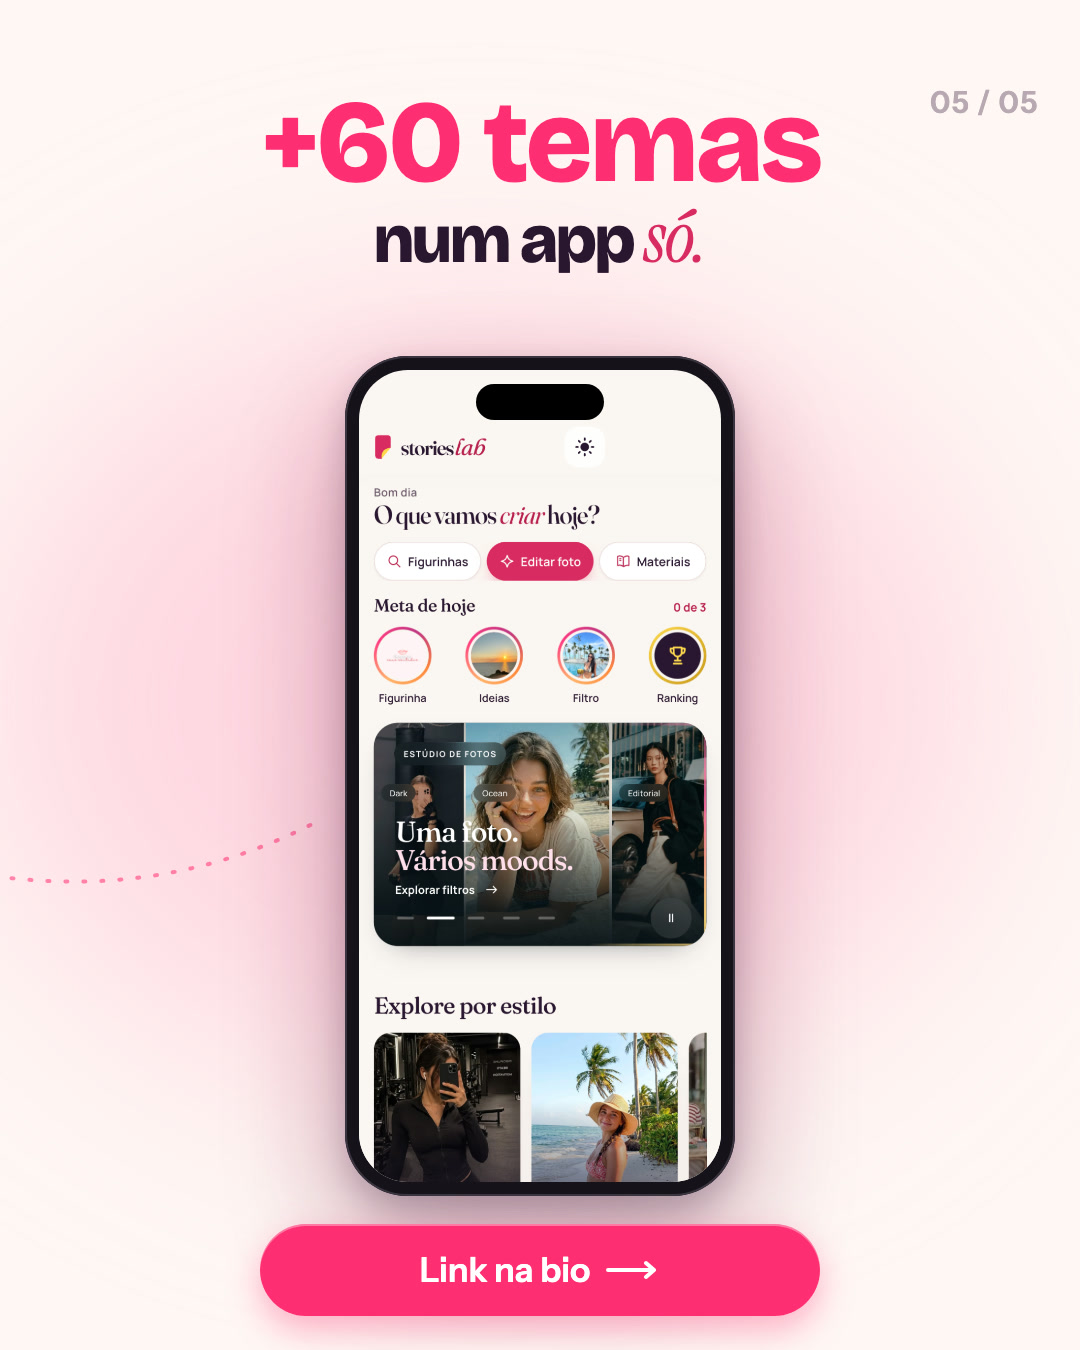 05 / 05
+60 temas
num app só.
storieslab
Bom dia
O que vamos criar hoje?
Figurinhas
Editar foto
Materiais
Meta de hoje
0 de 3
Figurinha
Ideias
Filtro
Ranking
ESTÚDIO DE FOTOS
Dark
Ocean
Editorial
Uma foto.
Vários moods.
Explorar filtros →
Explore por estilo
Link na bio →